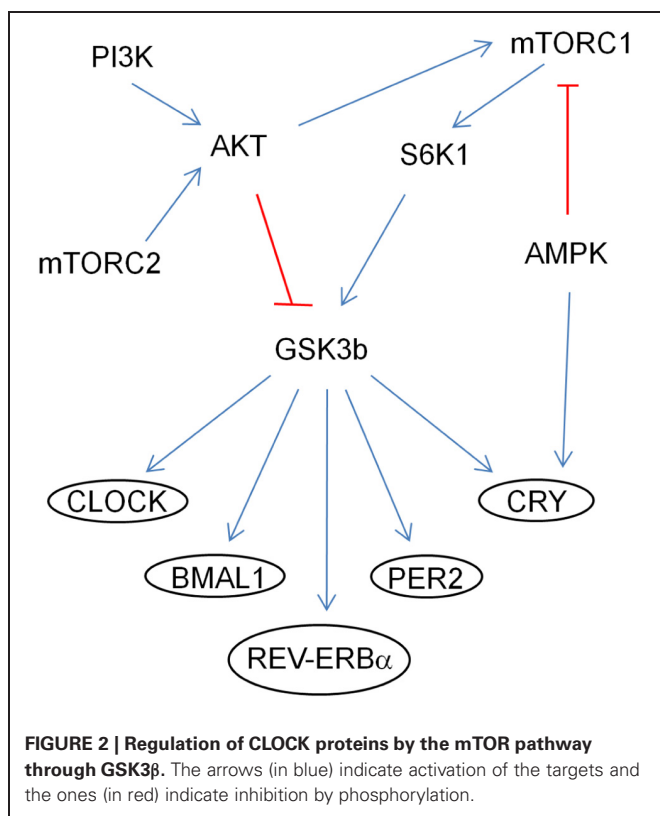 mTORC1
PI3K
AKT
S6K1
mTORC2
AMPK
GSK3b
CLOCK
CRY
BMAL1
PER2
REV-ERBα
FIGURE 2 | Regulation of CLOCK proteins by the mTOR pathway
through GSK3β. The arrows (in blue) indicate activation of the targets and
the ones (in red) indicate inhibition by phosphorylation.